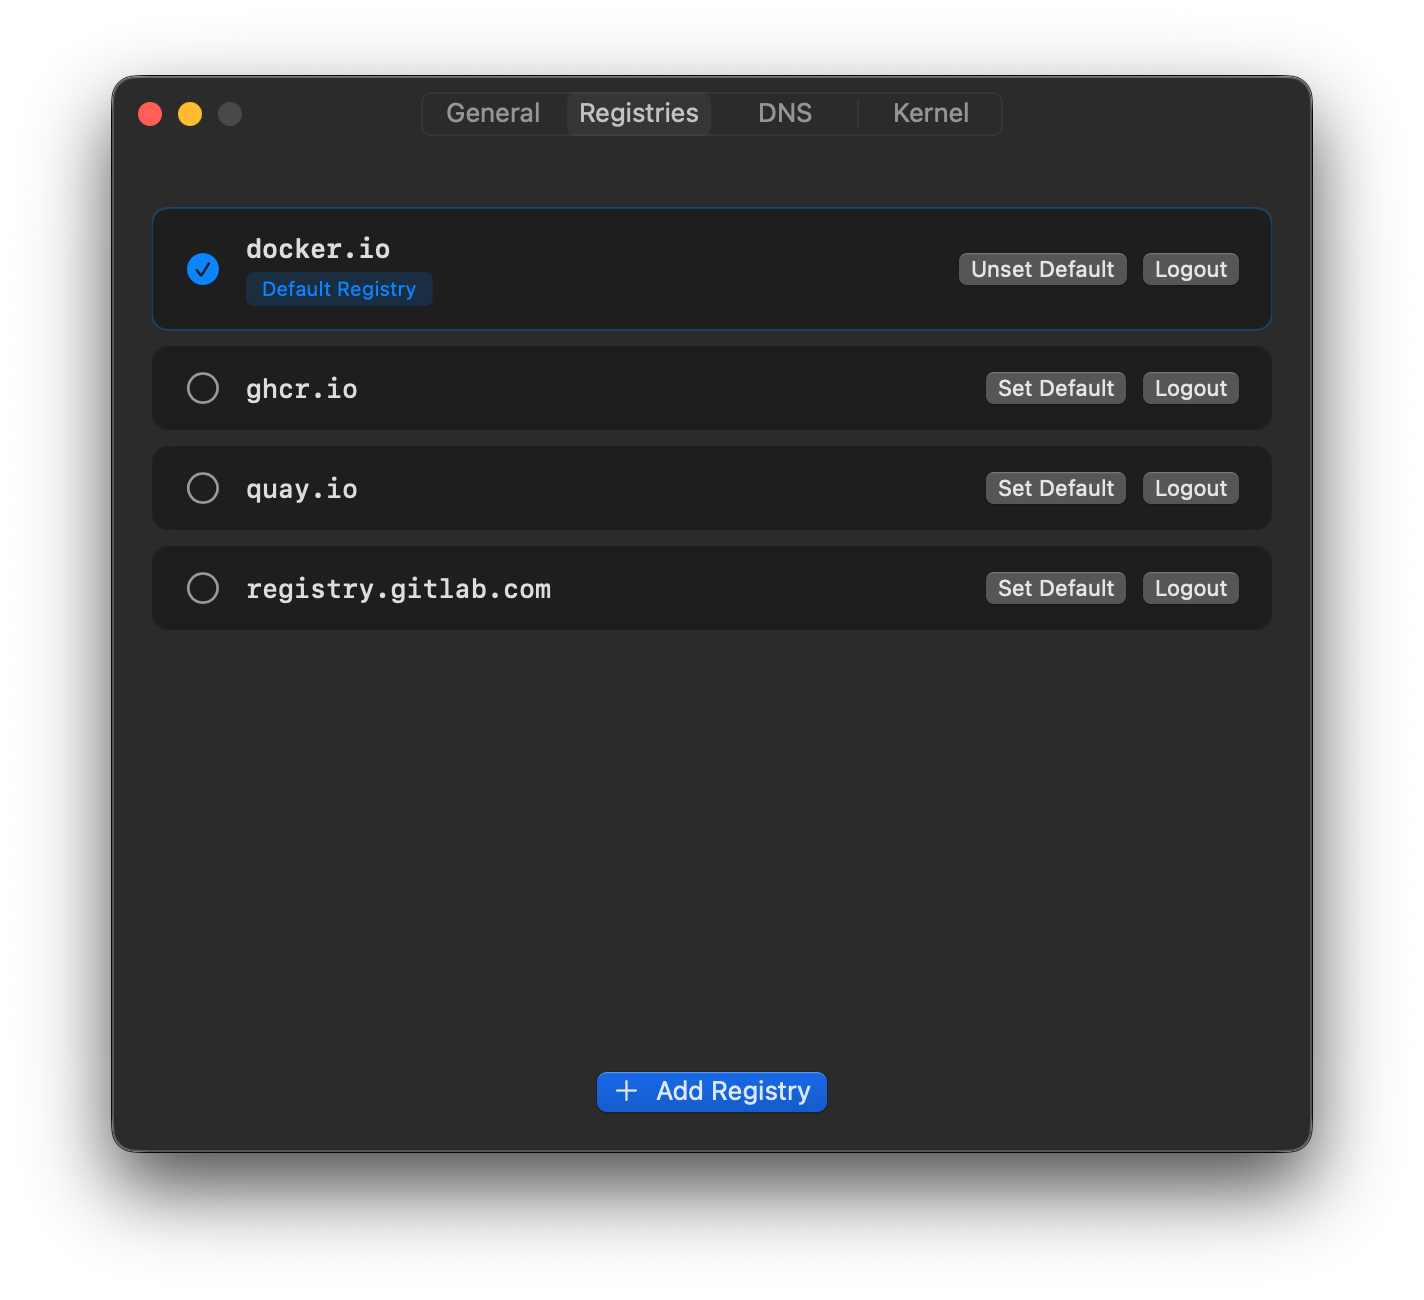 General Registries DNS Kernel
docker.io
Default Registry
Unset Default Logout
ghcr.io Set Default Logout
quay.io Set Default Logout
registry.gitlab.com Set Default Logout
+ Add Registry